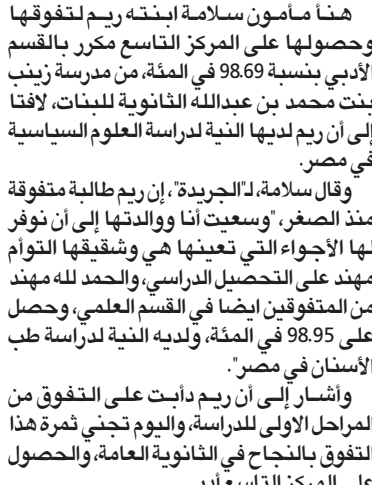 هنأ مأمون سلامة ابنته ريم لتفوقها
وحصولها على المركز التاسع مكرر بالقسم
الأدبي بنسبة 98.69 في المئة، من مدرسة زينب
بنت محمد بن عبدالله الثانوية للبنات، لافتا
إلى أن ريم لديها النية لدراسة العلوم السياسية
في مصر.
وقال سلامة، لـ"الجريدة"، إن ريم طالبة متفوقة
منذ الصغر، "وسعيت أنا ووالدتها إلى أن نوفر
لها الأجواء التي تعينها هي وشقيقها التوأم
مهند على التحصيل الدراسي، والحمد لله مهند
من المتفوقين ايضا في القسم العلمي، وحصل
على 98.95 في المئة، ولديه النية لدراسة طب
الأسنان في مصر".
وأشار إلى أن ريم دأبت على التفوق من
المراحل الاولى للدراسة، واليوم تجني ثمرة هذا
التفوق بالنجاح في الثانوية العامة، والحصول
على المركز التاسع